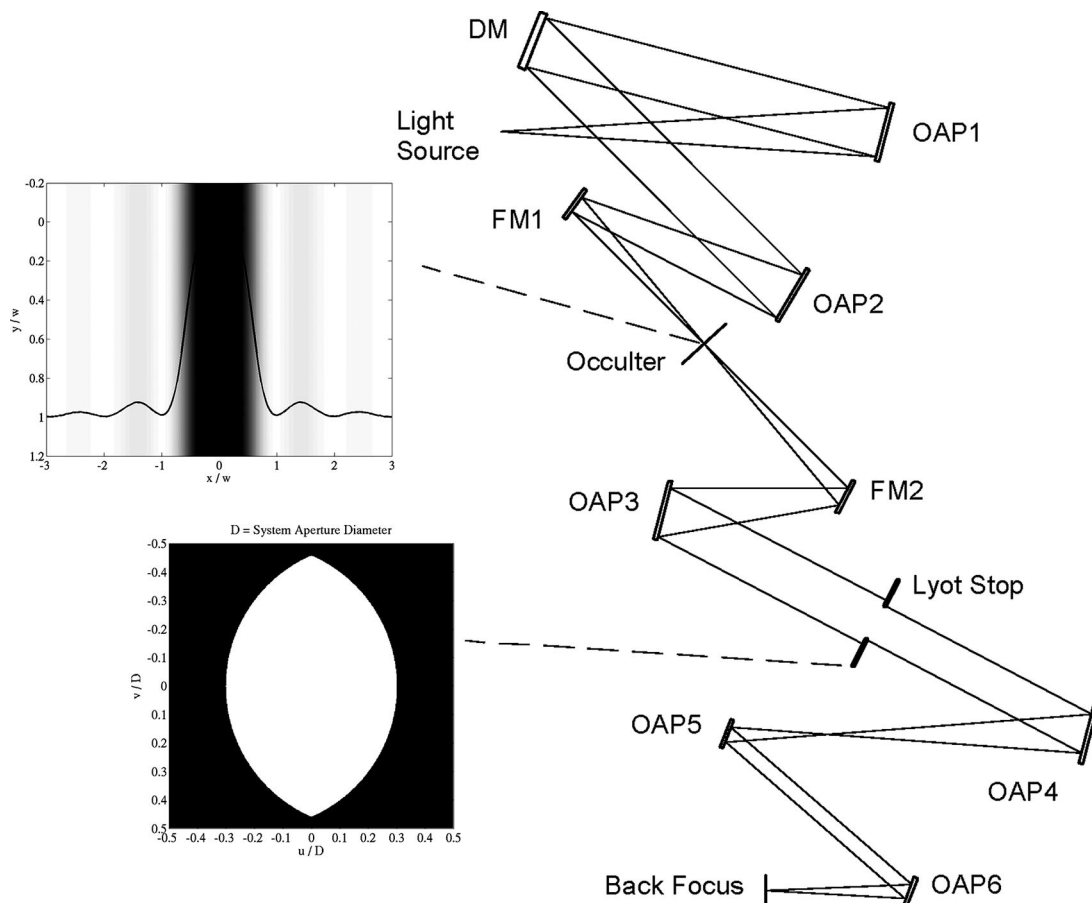 DM
Light
Source
OAP1
FM1
OAP2
Occulter
-0.2
0
0.2
0.4
0.6
0.8
1
1.2
y / w
-3
-2
-1
0
1
2
3
x / w
OAP3
FM2
Lyot Stop
D = System Aperture Diameter
-0.5
-0.4
-0.3
-0.2
-0.1
0
0.1
0.2
0.3
0.4
0.5
v / D
-0.5 -0.4 -0.3 -0.2 -0.1 0 0.1 0.2 0.3 0.4 0.5
u / D
OAP5
OAP4
Back Focus
OAP6